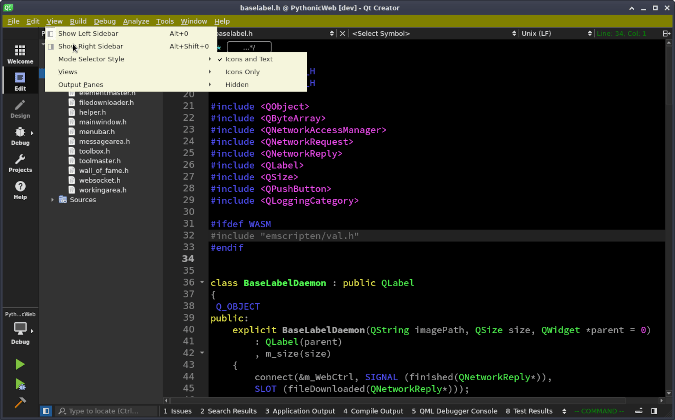 baselabel.h @ PythonicWeb [dev] - Qt Creator
File Edit View Build Debug Analyze Tools Window Help
baselabel.h <Select Symbol> Unix (LF) Line: 34, Col: 1
Show Left Sidebar Alt+0
Show Right Sidebar Alt+Shift+0
Mode Selector Style
Views
Output Panes
Icons and Text
Icons Only
Hidden
...*/
Welcome
Edit
Design
Debug
Projects
elementmaster.h
filedownloader.h
helper.h
mainwindow.h
menubar.h
messagearea.h
toolbox.h
toolmaster.h
wall_of_fame.h
websocket.h
workingarea.h
Sources
20
21 #include <QObject>
22 #include <QByteArray>
23 #include <QNetworkAccessManager>
24 #include <QNetworkRequest>
25 #include <QNetworkReply>
26 #include <QLabel>
27 #include <QSize>
28 #include <QPushButton>
29 #include <QLoggingCategory>
30
31 #ifdef WASM
32 #include "emscripten/val.h"
33 #endif
34
35
36 class BaseLabelDaemon : public QLabel
37 {
38 Q_OBJECT
39 public:
40 explicit BaseLabelDaemon(QString imagePath, QSize size, QWidget *parent = 0)
41 : QLabel(parent)
42 , m_size(size)
43 {
44 connect(&m_WebCtrl, SIGNAL (finished(QNetworkReply*)),
45 SLOT (fileDownloaded(QNetworkReply*)));
Pyth...cWeb
Debug
Type to locate (Ctrl...
1 Issues 2 Search Results 3 Application Output 4 Compile Output 5 QML Debugger Console 8 Test Results -- COMMAND --